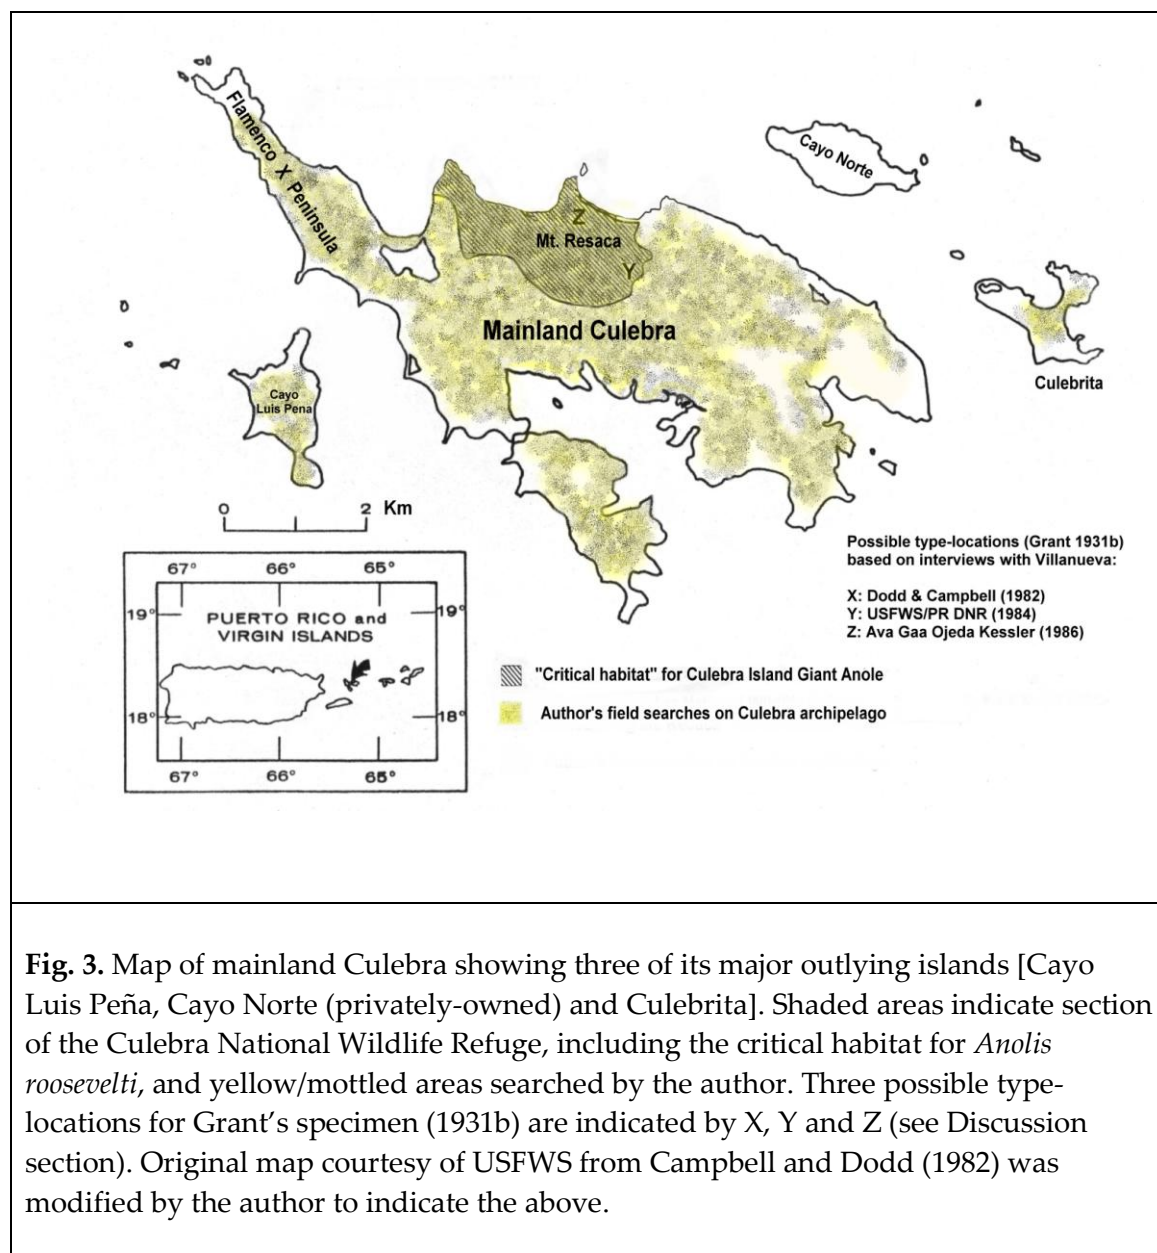 Flamenco X Peninsula
Cayo Norte
Z
Mt. Resaca
Y
Mainland Culebra
Culebrita
Cayo
Luis Pena
0 2 Km
Possible type-locations (Grant 1931b)
based on interviews with Villanueva:
X: Dodd & Campbell (1982)
Y: USFWS/PR DNR (1984)
Z: Ava Gaa Ojeda Kessler (1986)
67° 66° 65°
19° 19°
PUERTO RICO and
VIRGIN ISLANDS
18° 18°
67° 66° 65°
"Critical habitat" for Culebra Island Giant Anole
Author's field searches on Culebra archipelago
Fig. 3. Map of mainland Culebra showing three of its major outlying islands [Cayo
Luis Peña, Cayo Norte (privately-owned) and Culebrita]. Shaded areas indicate section
of the Culebra National Wildlife Refuge, including the critical habitat for Anolis
roosevelti, and yellow/mottled areas searched by the author. Three possible type-
locations for Grant’s specimen (1931b) are indicated by X, Y and Z (see Discussion
section). Original map courtesy of USFWS from Campbell and Dodd (1982) was
modified by the author to indicate the above.